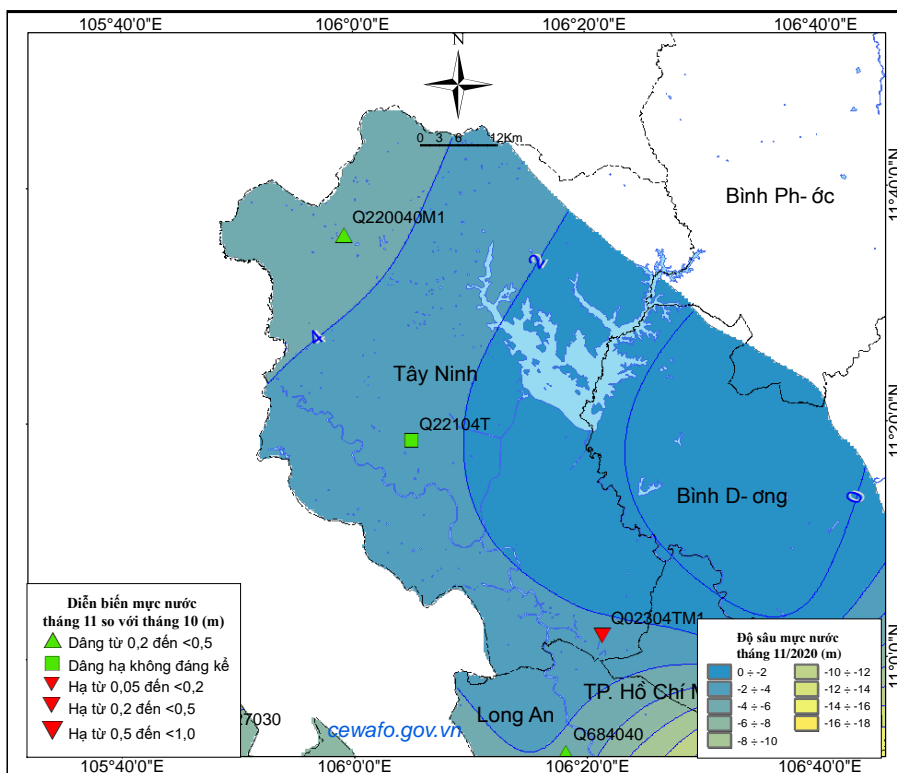 105°40'0"E 106°0'0"E 106°20'0"E 106°40'0"E
N
0 3 6 12Km
11°40'0"N
Bình Ph- ớc
Q220040M1
2
4
Tây Ninh
Q22104T
11°20'0"N
Bình D- ơng
0
Q02304TM1
11°0'0"N
TP. Hồ Chí M
Long An
27030
cewafo.gov.vn
Q684040
Diễn biến mực nước
tháng 11 so với tháng 10 (m)
Dâng từ 0,2 đến <0,5
Dâng hạ không đáng kể
Hạ từ 0,05 đến <0,2
Hạ từ 0,2 đến <0,5
Hạ từ 0,5 đến <1,0
Độ sâu mực nước
tháng 11/2020 (m)
0 ÷ -2 -10 ÷ -12
-2 ÷ -4 -12 ÷ -14
-4 ÷ -6 -14 ÷ -16
-6 ÷ -8 -16 ÷ -18
-8 ÷ -10
105°40'0"E 106°0'0"E 106°20'0"E 106°40'0"E